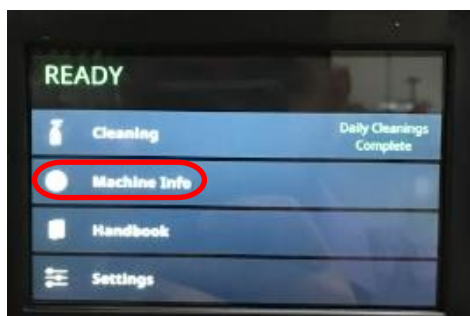 READY
Cleaning
Daily Cleanings
Complete
Machine Info
Handbook
Settings